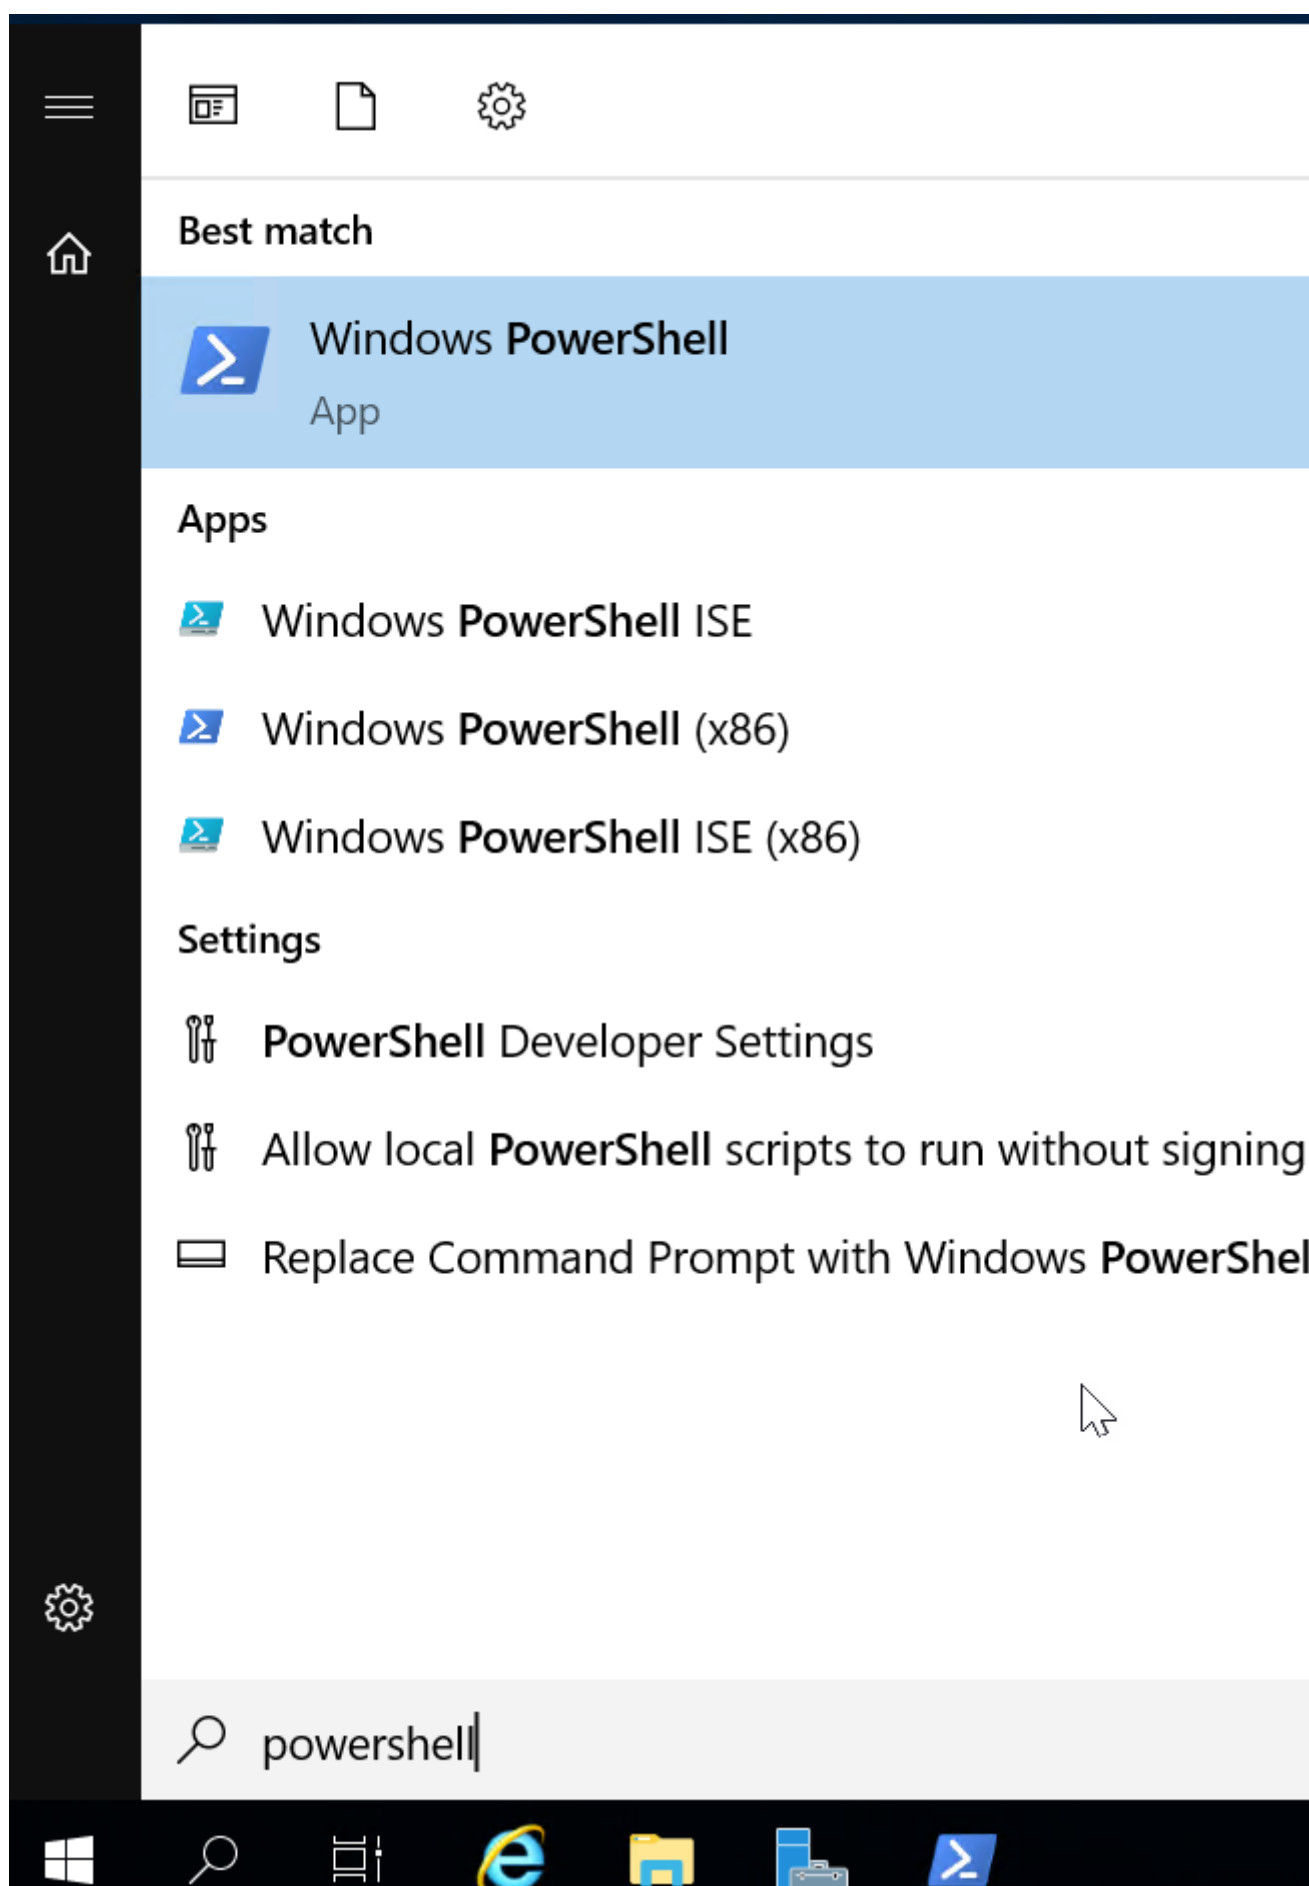 Best match
Windows PowerShell
App
Apps
Windows PowerShell ISE
Windows PowerShell (x86)
Windows PowerShell ISE (x86)
Settings
PowerShell Developer Settings
Allow local PowerShell scripts to run without signing
Replace Command Prompt with Windows PowerShel
powershell